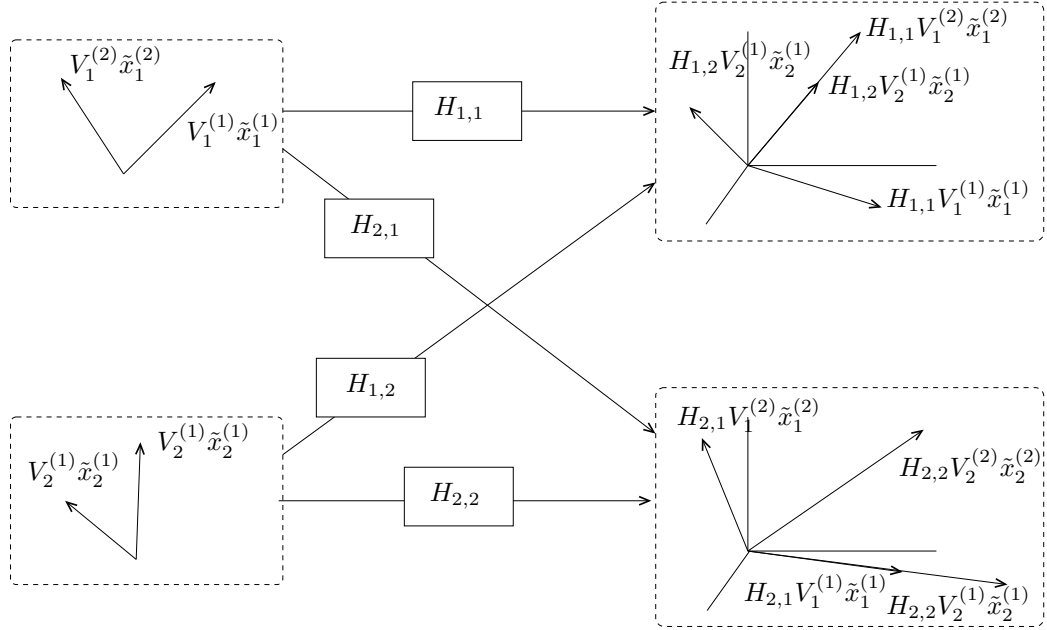 V_1^{(2)} \tilde{x}_1^{(2)}
V_1^{(1)} \tilde{x}_1^{(1)}
H_{1,1}
H_{1,1} V_1^{(2)} \tilde{x}_1^{(2)}
H_{1,2} V_2^{(1)} \tilde{x}_2^{(1)}
H_{1,2} V_2^{(1)} \tilde{x}_2^{(1)}
H_{1,1} V_1^{(1)} \tilde{x}_1^{(1)}
H_{2,1}
H_{1,2}
V_2^{(1)} \tilde{x}_2^{(1)}
V_2^{(1)} \tilde{x}_2^{(1)}
H_{2,2}
H_{2,1} V_1^{(2)} \tilde{x}_1^{(2)}
H_{2,2} V_2^{(2)} \tilde{x}_2^{(2)}
H_{2,1} V_1^{(1)} \tilde{x}_1^{(1)}
H_{2,2} V_2^{(1)} \tilde{x}_2^{(1)}